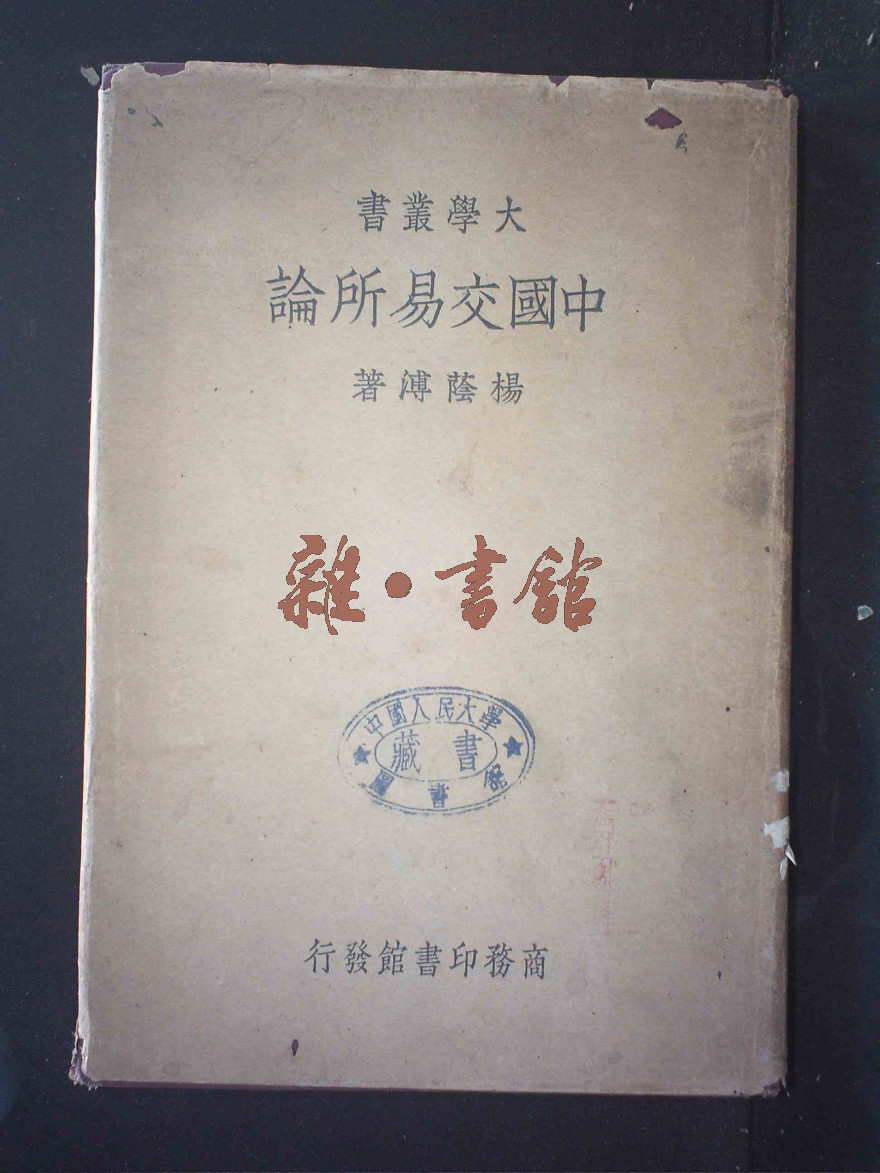 大學叢書
中國交易所論
楊蔭溥著
雜·書舘
中國人民大學
藏書
圖書館
商務印書館發行